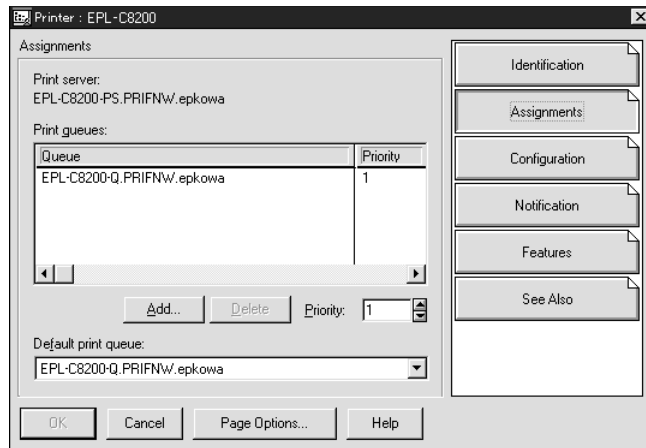 Printer : EPL-C8200
Assignments
Print server:
EPL-C8200-PS.PRIFNW.epkowa
Print queues:
Queue Priority
EPL-C8200-Q.PRIFNW.epkowa 1
Add... Delete Priority: 1
Default print queue:
EPL-C8200-Q.PRIFNW.epkowa
OK Cancel Page Options... Help
Identification
Assignments
Configuration
Notification
Features
See Also